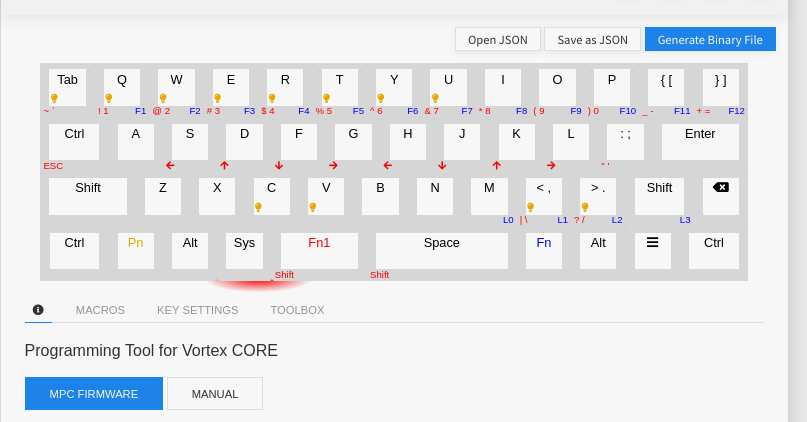 Open JSON Save as JSON Generate Binary File
Tab Q W E R T Y U I O P { [ } ]
~ ` ! 1 F1 @ 2 F2 # 3 F3 $ 4 F4 % 5 F5 ^ 6 F6 & 7 F7 * 8 F8 ( 9 F9 ) 0 F10 _ - F11 + = F12
Ctrl A S D F G H J K L : ; Enter
ESC ← ↑ ↓ → ← ↓ ↑ → " '
Shift Z X C V B N M < , > . Shift
L0 | \ L1 ? / L2 L3
Ctrl Pn Alt Sys Fn1 Space Fn Alt Ctrl
Shift Shift
MACROS KEY SETTINGS TOOLBOX
Programming Tool for Vortex CORE
MPC FIRMWARE MANUAL